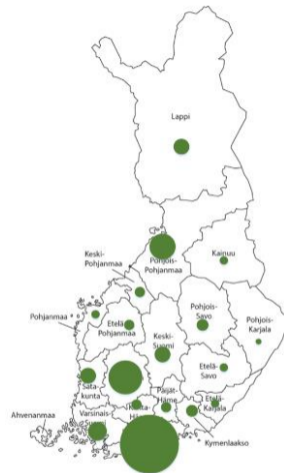 Lappi
Keski-
Pohjanmaa
Pohjois-
Pohjanmaa
Kainuu
Pohjanmaa
Etelä-
Pohjanmaa
Pohjois-
Savo
Pohjois-
Karjala
Keski-
Suomi
Etelä-
Savo
Sata-
kunta
Päijät-
Häme
Etelä-
Karjala
Ahvenanmaa
Varsinais-
Kymenlaakso